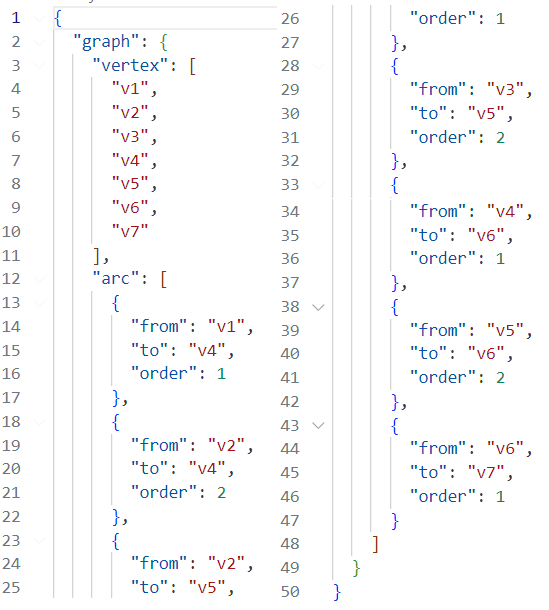 1 {
2 "graph": {
3 "vertex": [
4 "v1",
5 "v2",
6 "v3",
7 "v4",
8 "v5",
9 "v6",
10 "v7"
11 ],
12 "arc": [
13 {
14 "from": "v1",
15 "to": "v4",
16 "order": 1
17 },
18 {
19 "from": "v2",
20 "to": "v4",
21 "order": 2
22 },
23 {
24 "from": "v2",
25 "to": "v5",
26 "order": 1
27 },
28 {
29 "from": "v3",
30 "to": "v5",
31 "order": 2
32 },
33 {
34 "from": "v4",
35 "to": "v6",
36 "order": 1
37 },
38 {
39 "from": "v5",
40 "to": "v6",
41 "order": 2
42 },
43 {
44 "from": "v6",
45 "to": "v7",
46 "order": 1
47 }
48 ]
49 }
50 }